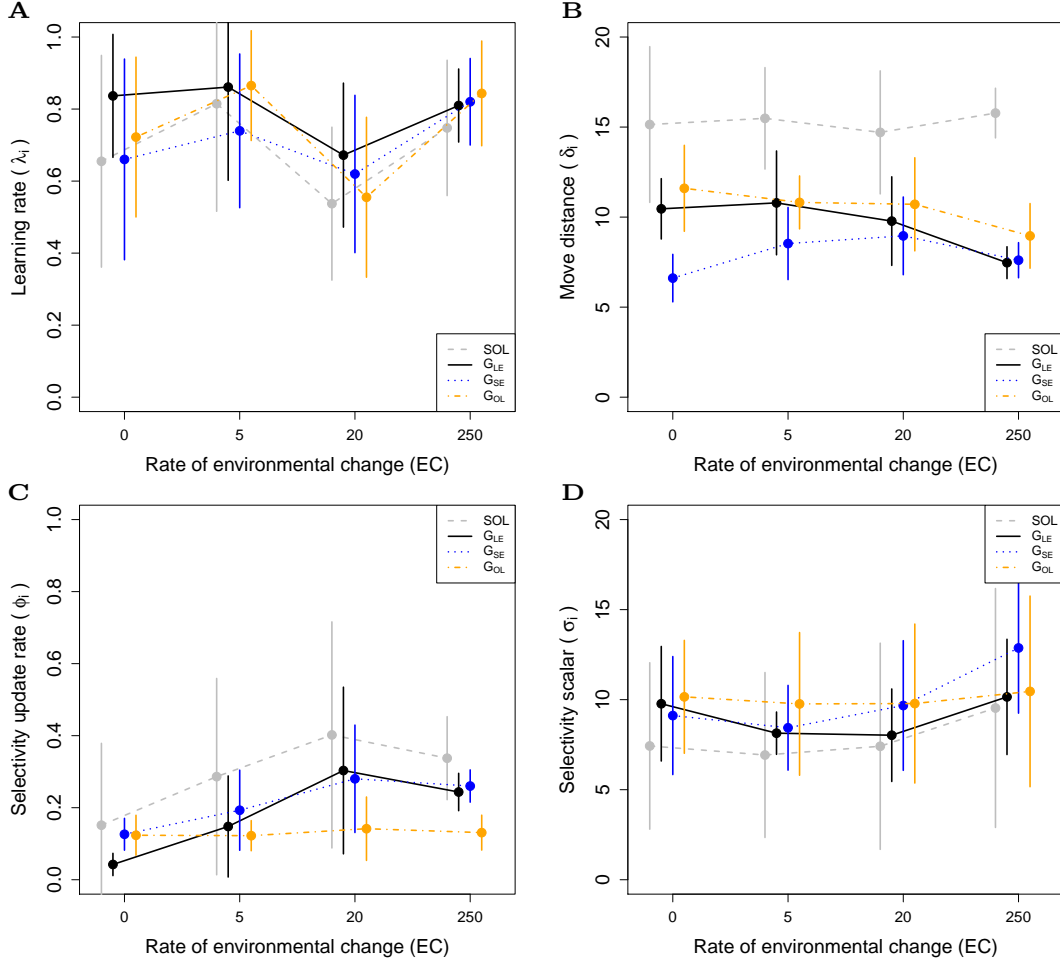 A
1.0
0.8
0.6
0.4
0.2
0.0
Learning rate ( λi )
SOL
GLE
GSE
GOL
0 5 20 250
Rate of environmental change (EC)
B
20
15
10
5
0
Move distance ( δi )
SOL
GLE
GSE
GOL
0 5 20 250
Rate of environmental change (EC)
C
1.0
0.8
0.6
0.4
0.2
0.0
Selectivity update rate ( ϕi )
SOL
GLE
GSE
GOL
0 5 20 250
Rate of environmental change (EC)
D
20
15
10
5
0
Selectivity scalar ( σi )
SOL
GLE
GSE
GOL
0 5 20 250
Rate of environmental change (EC)